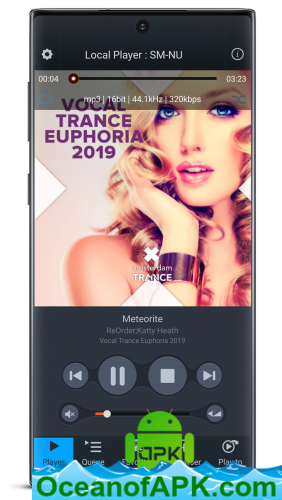 Local Player : SM-NU
00:04
03:23
mp3 | 16bit | 44.1kHz | 320kbps
VOCAL
TRANCE
EUPHORIA
2019
amsterdam
TRANCE
Meteorite
ReOrder;Katty Heath
Vocal Trance Euphoria 2019
Player
Queue
Play to
APK
OceanofAPK.com